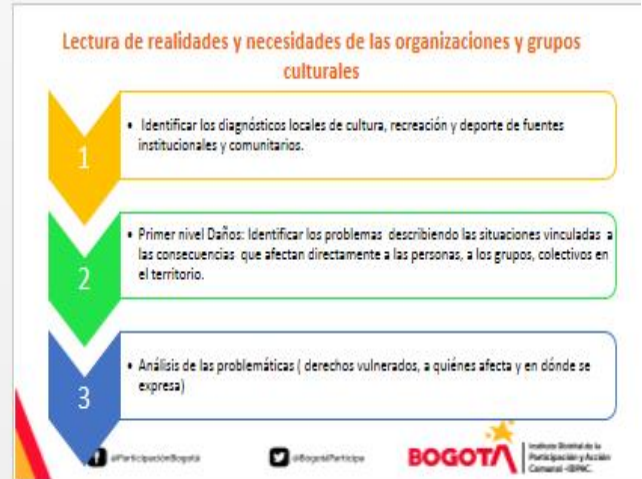 Lectura de realidades y necesidades de las organizaciones y grupos
culturales
1
• Identificar los diagnósticos locales de cultura, recreación y deporte de fuentes
institucionales y comunitarios.
2
• Primer nivel Daños: Identificar los problemas describiendo las situaciones vinculadas a
las consecuencias que afectan directamente a las personas, a los grupos, colectivos en
el territorio.
3
• Análisis de las problemáticas ( derechos vulnerados, a quiénes afecta y en dónde se
expresa)
@ParticipaciónBogotá
@BogotáParticipa
BOGOTÁ
Instituto Distrital de la
Participación y Acción
Comunal -IDPAC.